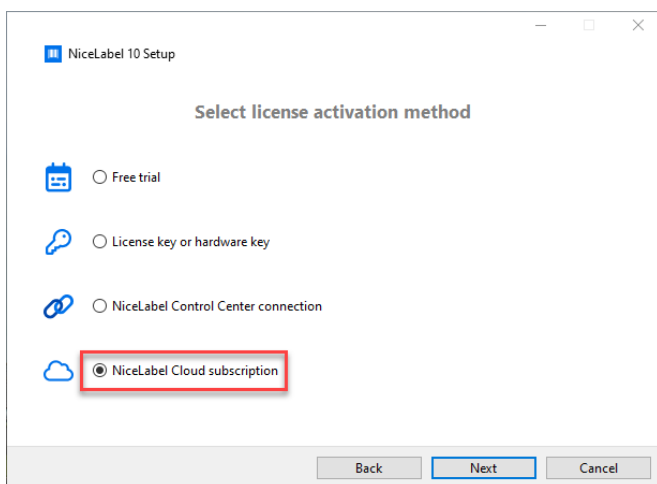 NiceLabel 10 Setup
Select license activation method
Free trial
License key or hardware key
NiceLabel Control Center connection
NiceLabel Cloud subscription
Back Next Cancel